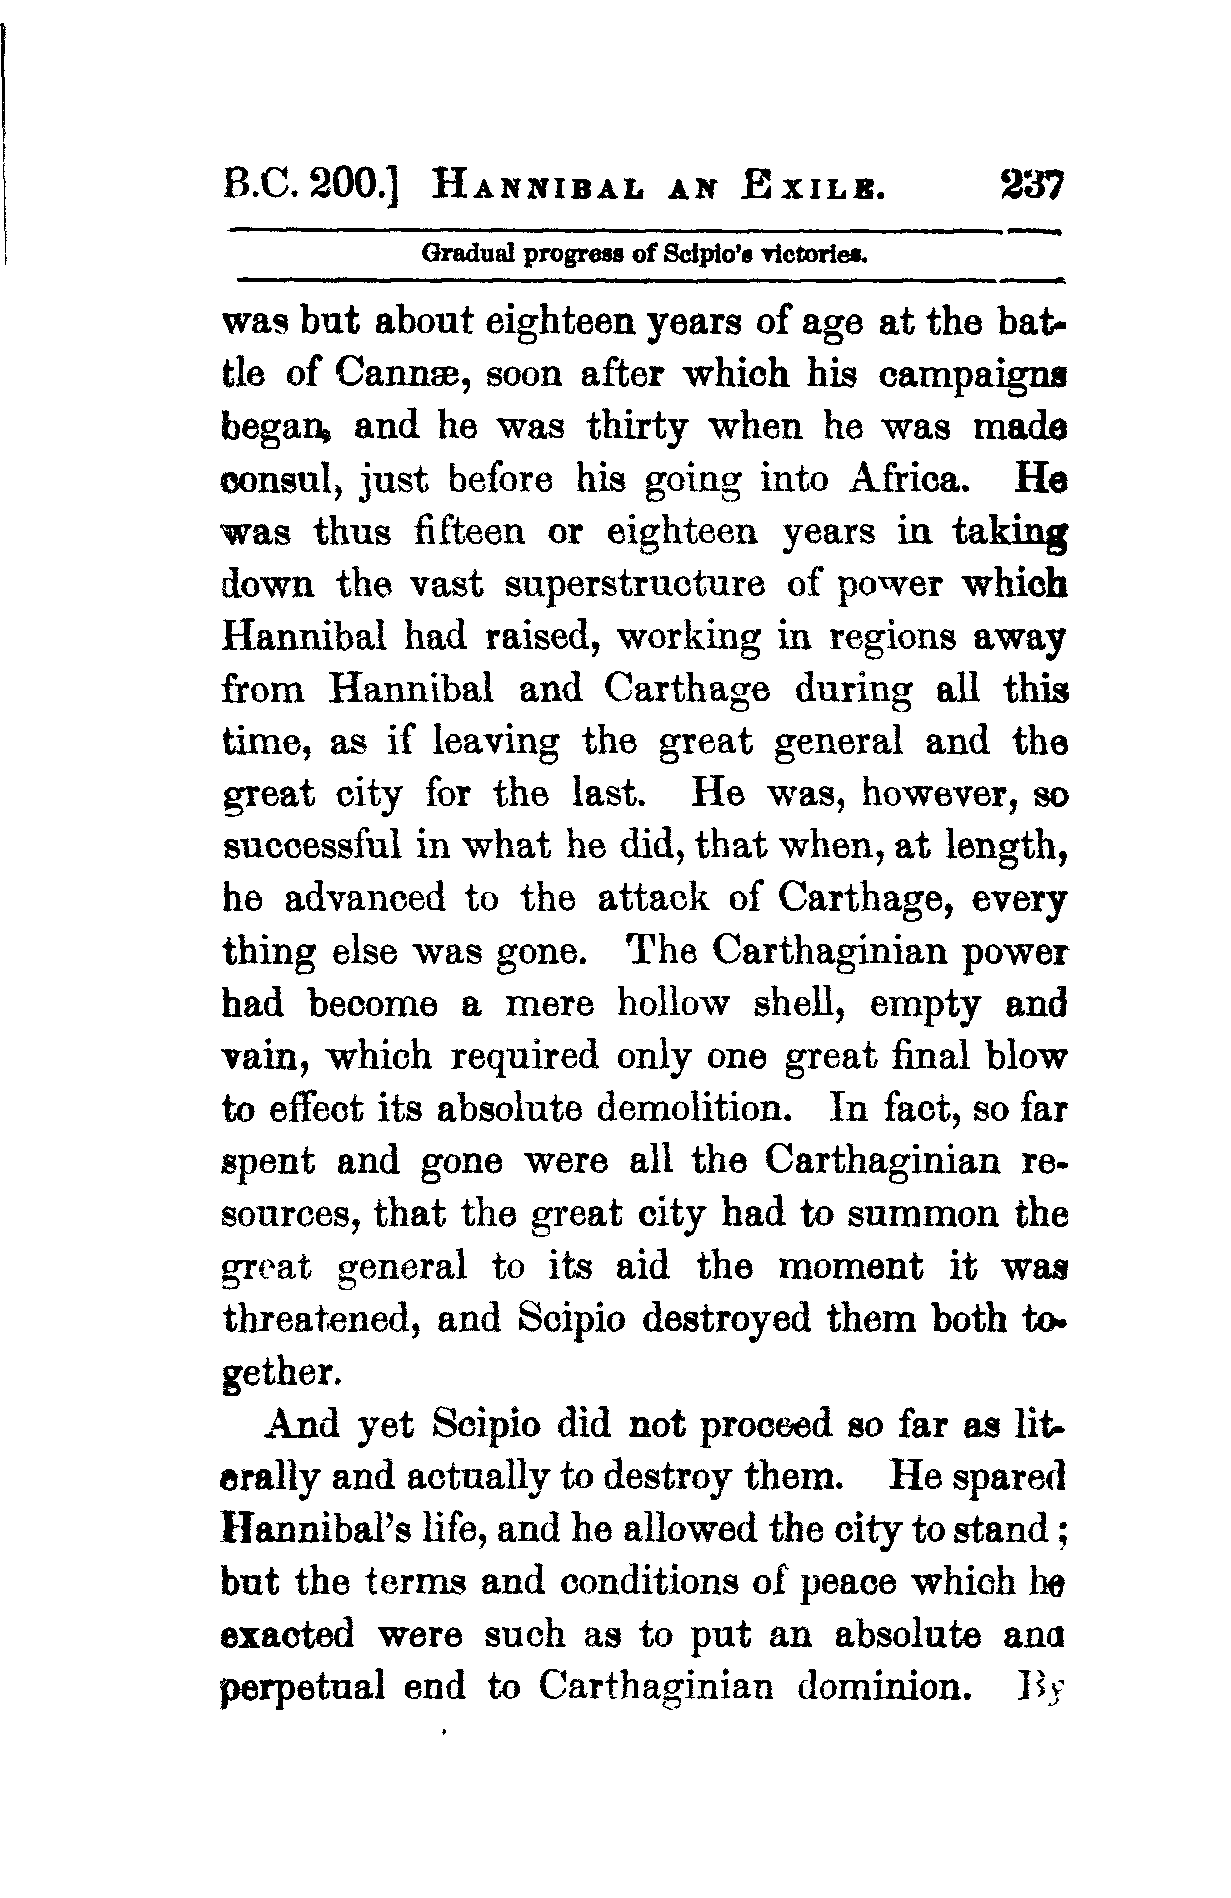 B.C. 200.] HANNIBAL AN EXILE. 237
Gradual progress of Scipio's victories.
was but about eighteen years of age at the bat-
tle of Cannæ, soon after which his campaigns
began, and he was thirty when he was made
consul, just before his going into Africa. He
was thus fifteen or eighteen years in taking
down the vast superstructure of power which
Hannibal had raised, working in regions away
from Hannibal and Carthage during all this
time, as if leaving the great general and the
great city for the last. He was, however, so
successful in what he did, that when, at length,
he advanced to the attack of Carthage, every
thing else was gone. The Carthaginian power
had become a mere hollow shell, empty and
vain, which required only one great final blow
to effect its absolute demolition. In fact, so far
spent and gone were all the Carthaginian re-
sources, that the great city had to summon the
great general to its aid the moment it was
threatened, and Scipio destroyed them both to-
gether.
And yet Scipio did not proceed so far as lit-
erally and actually to destroy them. He spared
Hannibal's life, and he allowed the city to stand;
but the terms and conditions of peace which he
exacted were such as to put an absolute and
perpetual end to Carthaginian dominion. By